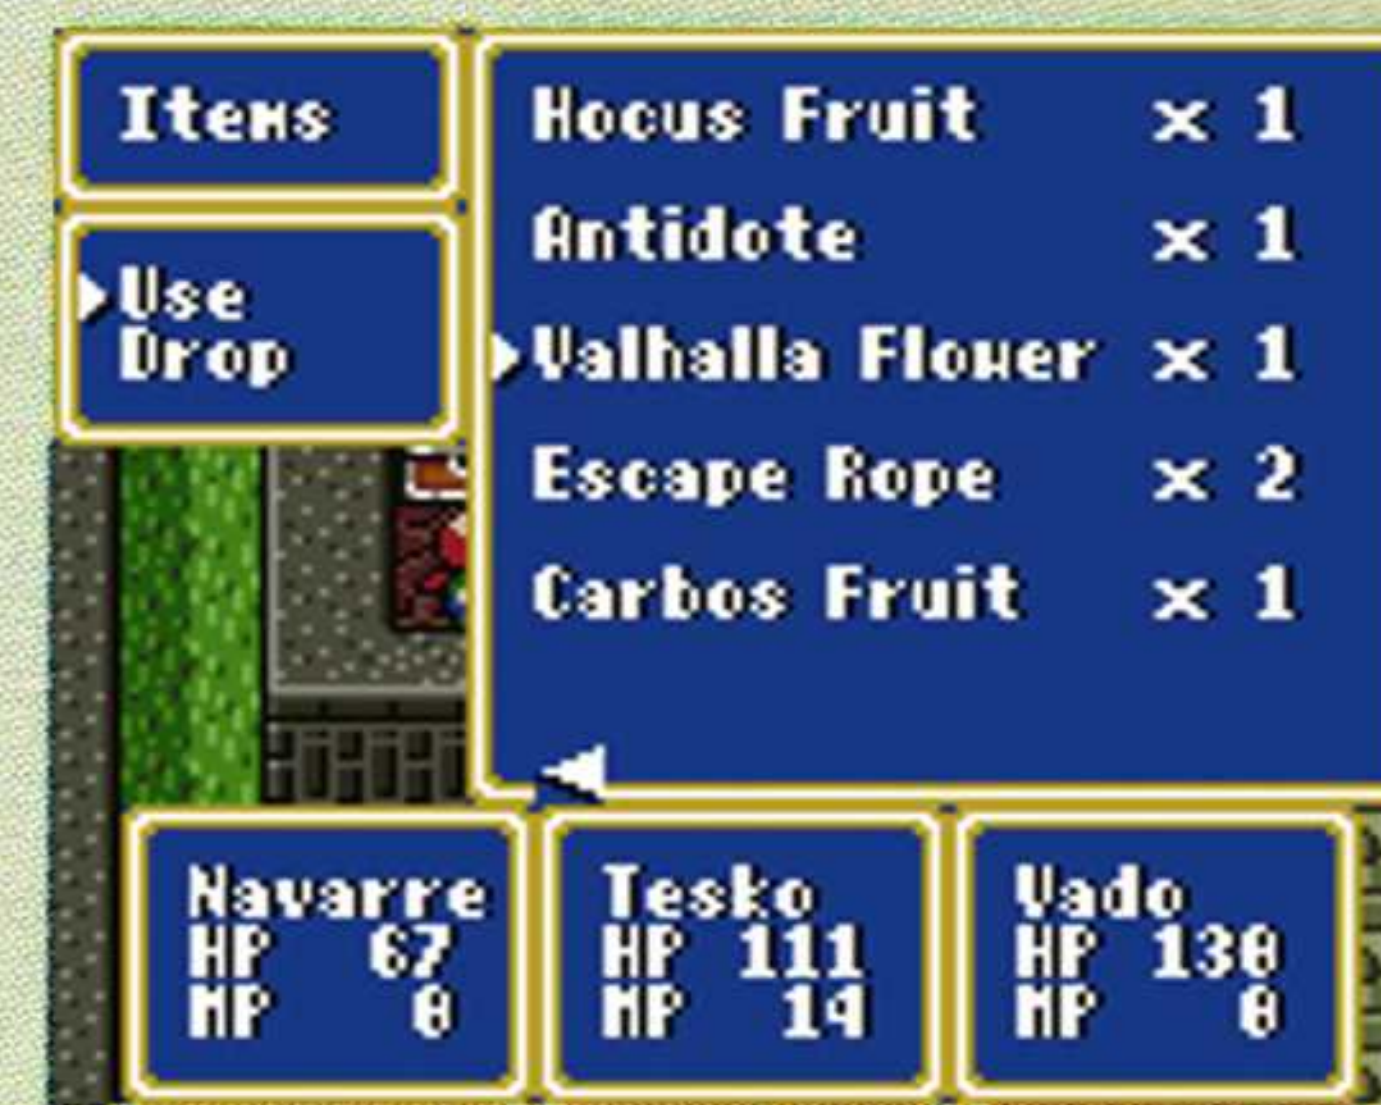 Items
Use
Drop
Hocus Fruit x 1
Antidote x 1
Valhalla Flower x 1
Escape Rope x 2
Carbos Fruit x 1
Navarre
HP 67
MP 0
Tesko
HP 111
MP 14
Vado
HP 130
MP 0